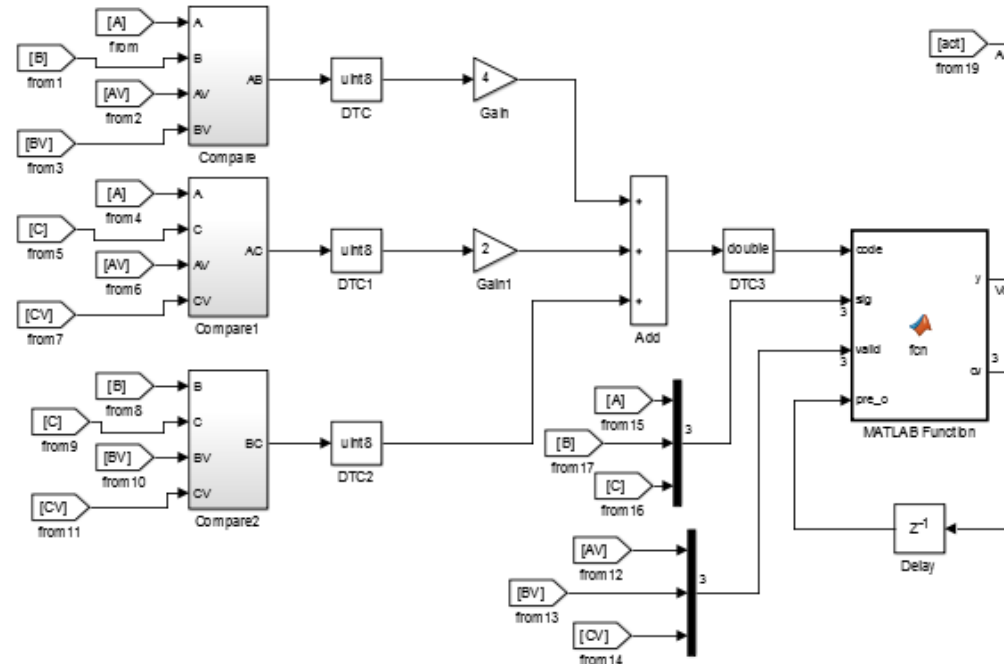 [A]
from
[B]
from1
[AV]
from2
[BV]
from3
A
B
AV
BV
AB
Compare
uint8
DTC
4
Gain
[act]
from19
[A]
from4
[C]
from5
[AV]
from6
[CV]
from7
A
C
AV
CV
AC
Compare1
uint8
DTC1
2
Gain1
+
+
+
Add
double
DTC3
code
sig
3
valid
3
pre_o
y
3
fcn
MATLAB Function
[B]
from8
[C]
from9
[BV]
from10
[CV]
from11
B
C
BV
CV
BC
Compare2
uint8
DTC2
[A]
from15
[B]
from17
[C]
from16
3
[AV]
from12
[BV]
from13
[CV]
from14
3
Z-1
Delay